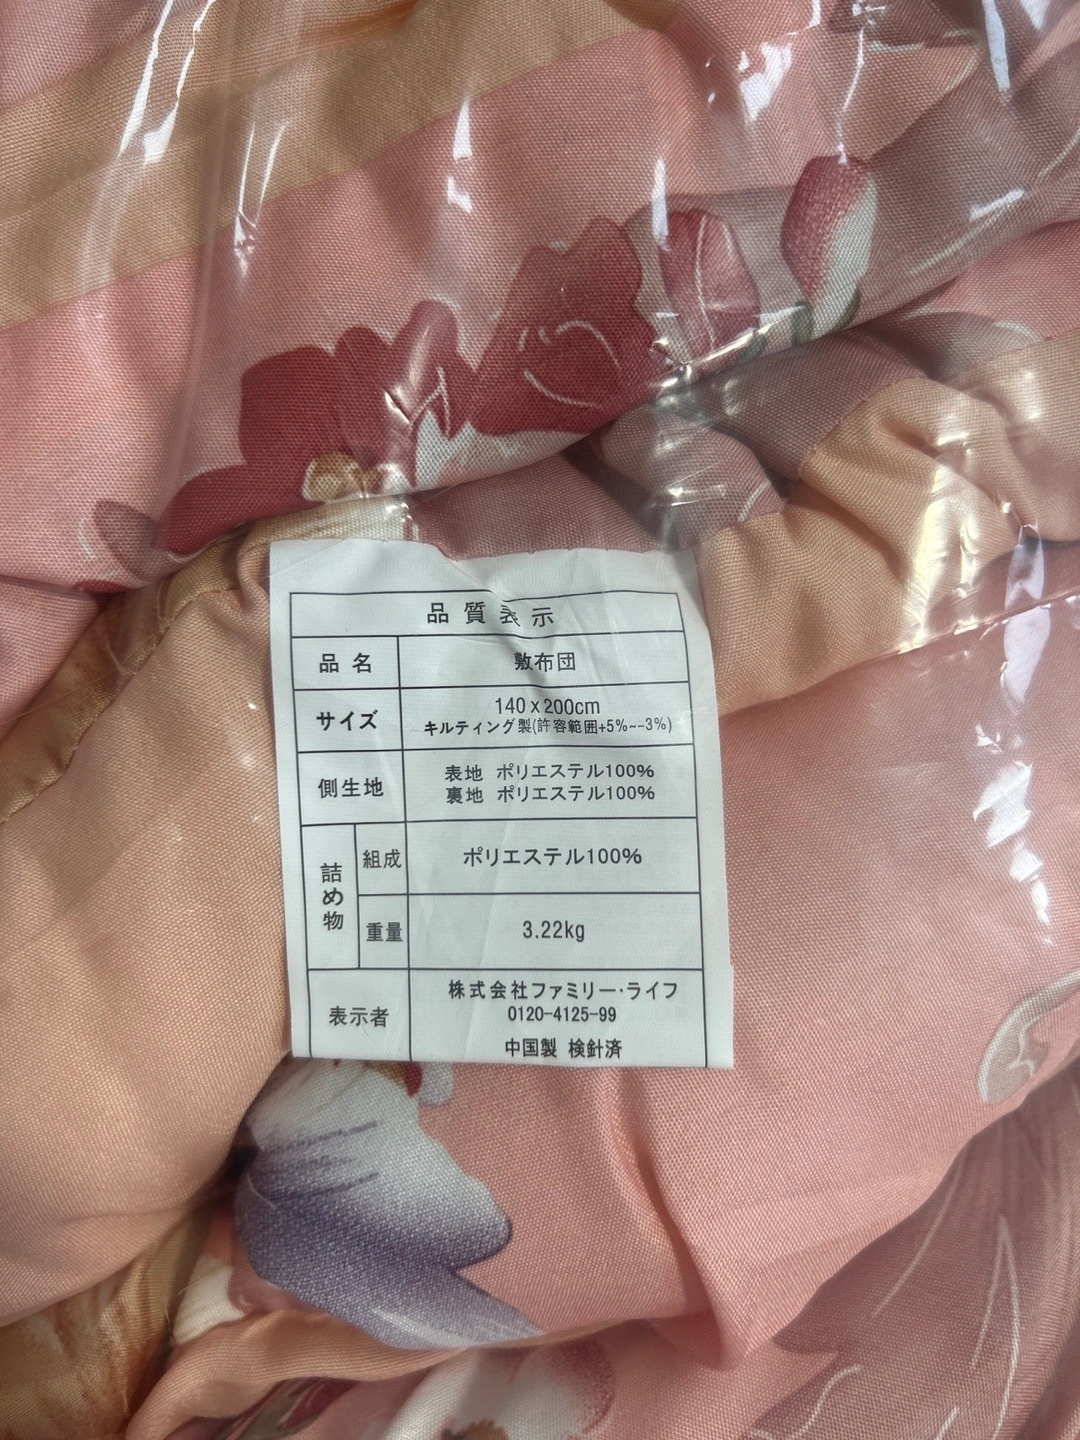 品質表示
品名 敷布団
サイズ 140x200cm
キルティング製(許容範囲+5%~-3%)
側生地 表地 ポリエステル100%
裏地 ポリエステル100%
詰め物 組成 ポリエステル100%
重量 3.22kg
表示者 株式会社ファミリー・ライフ
0120-4125-99
中国製 検針済